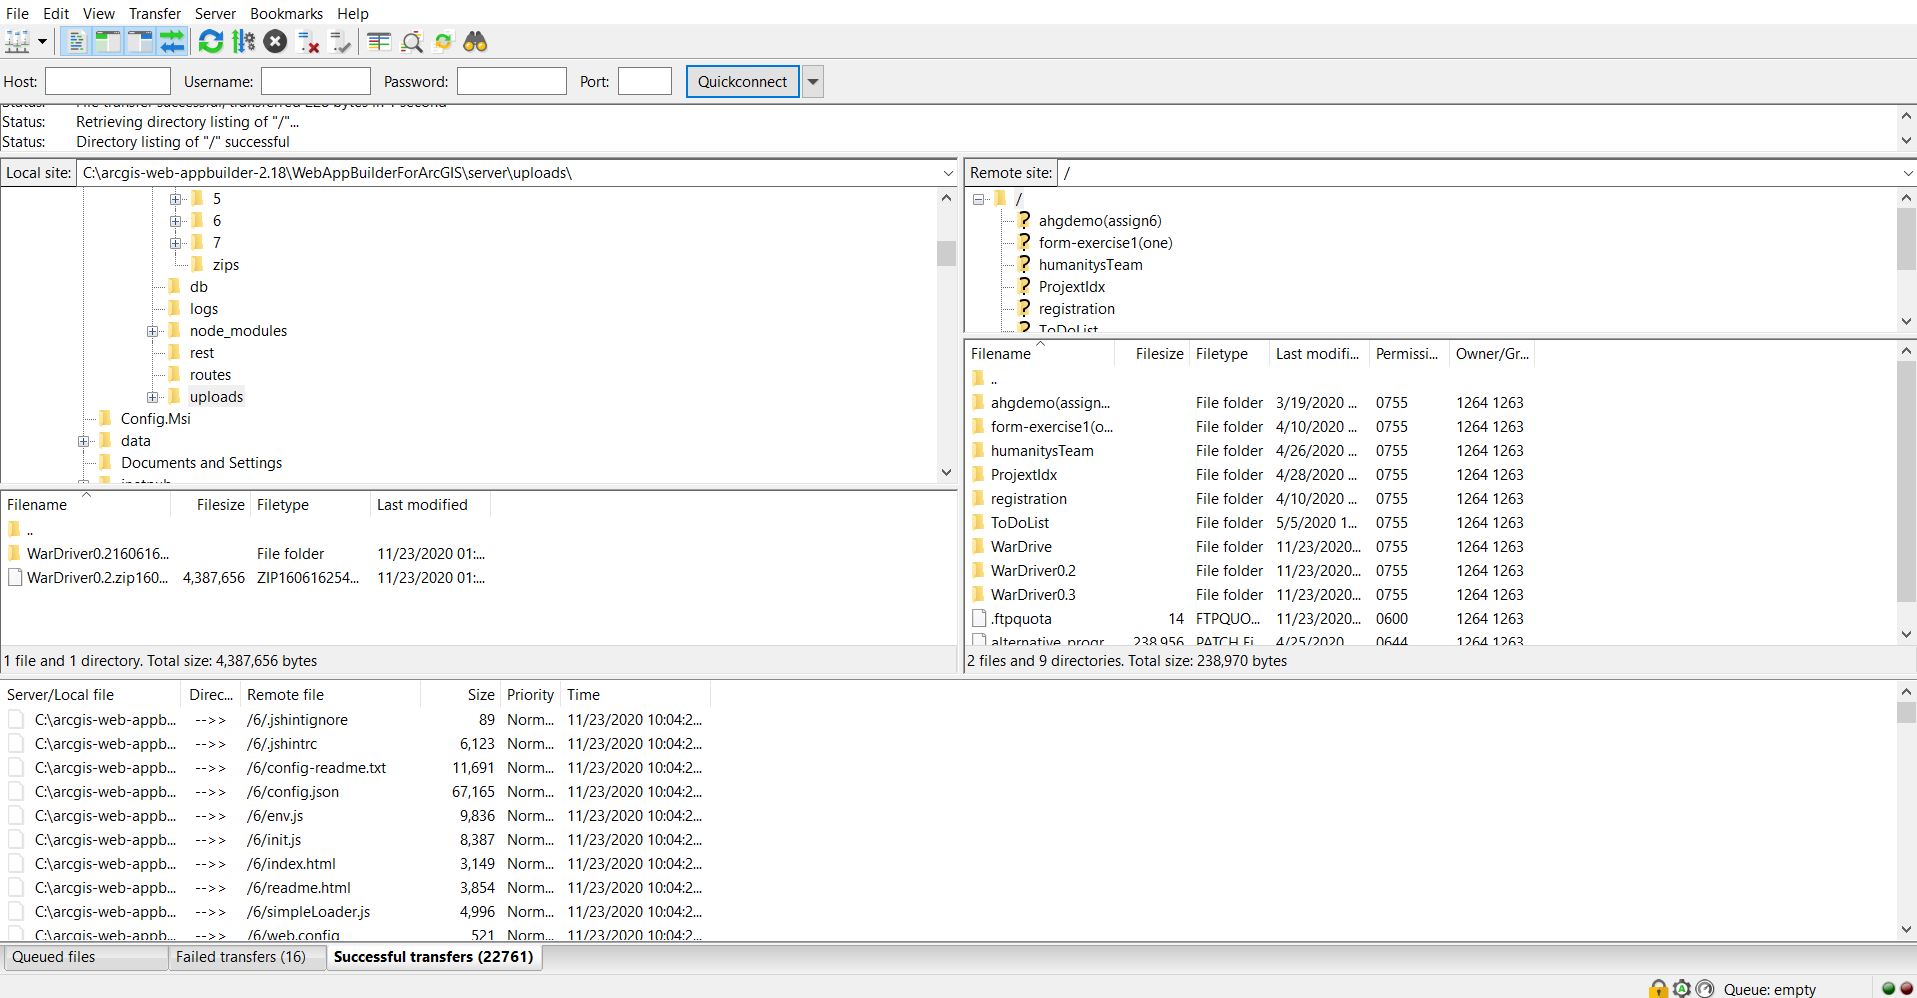 File Edit View Transfer Server Bookmarks Help
Host: Username: Password: Port: Quickconnect
Status: File transfer successful, transferred 226 bytes in 1 second
Status: Retrieving directory listing of "/"...
Status: Directory listing of "/" successful
Local site: C:\arcgis-web-appbuilder-2.18\WebAppBuilderForArcGIS\server\uploads\
5
6
7
zips
db
logs
node_modules
rest
routes
uploads
Config.Msi
data
Documents and Settings
inetpub
Filename Filesize Filetype Last modified
..
WarDriver0.2160616... File folder 11/23/2020 01:...
WarDriver0.2.zip160... 4,387,656 ZIP160616254... 11/23/2020 01:...
1 file and 1 directory. Total size: 4,387,656 bytes
Remote site: /
/
ahgdemo(assign6)
form-exercise1(one)
humanitysTeam
ProjextIdx
registration
ToDoList
Filename Filesize Filetype Last modifi... Permissi... Owner/Gr...
..
ahgdemo(assign... File folder 3/19/2020 ... 0755 1264 1263
form-exercise1(o... File folder 4/10/2020 ... 0755 1264 1263
humanitysTeam File folder 4/26/2020 ... 0755 1264 1263
ProjextIdx File folder 4/28/2020 ... 0755 1264 1263
registration File folder 4/10/2020 ... 0755 1264 1263
ToDoList File folder 5/5/2020 1... 0755 1264 1263
WarDrive File folder 11/23/2020... 0755 1264 1263
WarDriver0.2 File folder 11/23/2020... 0755 1264 1263
WarDriver0.3 File folder 11/23/2020... 0755 1264 1263
.ftpquota 14 FTPQUO... 11/23/2020... 0600 1264 1263
alternative_progr... 238,956 PATCH Fi... 4/25/2020 ... 0644 1264 1263
2 files and 9 directories. Total size: 238,970 bytes
Server/Local file Direc... Remote file Size Priority Time
C:\arcgis-web-appb... -->> /6/.jshintignore 89 Norm... 11/23/2020 10:04:2...
C:\arcgis-web-appb... -->> /6/.jshintrc 6,123 Norm... 11/23/2020 10:04:2...
C:\arcgis-web-appb... -->> /6/config-readme.txt 11,691 Norm... 11/23/2020 10:04:2...
C:\arcgis-web-appb... -->> /6/config.json 67,165 Norm... 11/23/2020 10:04:2...
C:\arcgis-web-appb... -->> /6/env.js 9,836 Norm... 11/23/2020 10:04:2...
C:\arcgis-web-appb... -->> /6/init.js 8,387 Norm... 11/23/2020 10:04:2...
C:\arcgis-web-appb... -->> /6/index.html 3,149 Norm... 11/23/2020 10:04:2...
C:\arcgis-web-appb... -->> /6/readme.html 3,854 Norm... 11/23/2020 10:04:2...
C:\arcgis-web-appb... -->> /6/simpleLoader.js 4,996 Norm... 11/23/2020 10:04:2...
C:\arcgis-web-appb... -->> /6/web.config 521 Norm... 11/23/2020 10:04:2...
Queued files Failed transfers (16) Successful transfers (22761)
Queue: empty